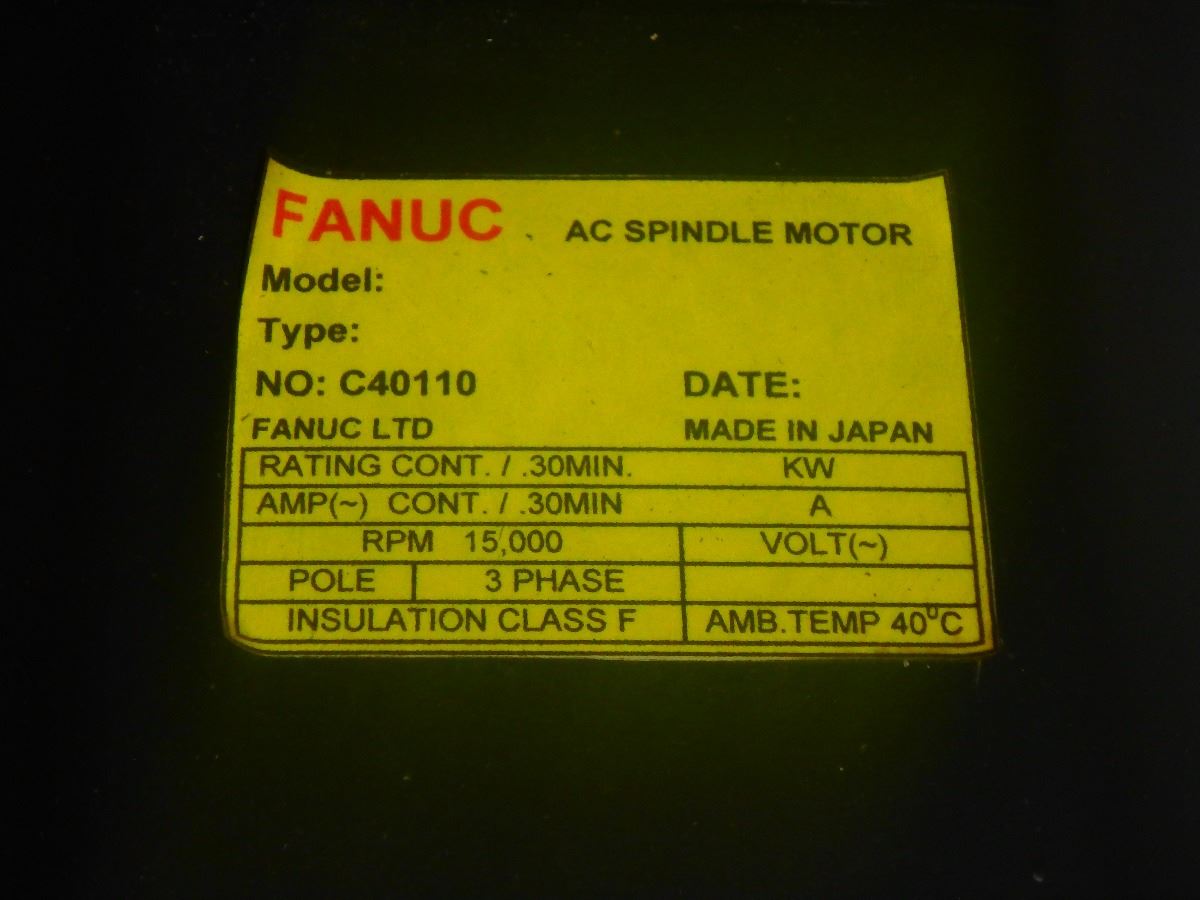 FANUC . AC SPINDLE MOTOR
Model:
Type:
NO: C40110 DATE:
FANUC LTD MADE IN JAPAN
RATING CONT. / .30MIN. KW
AMP(~) CONT. / .30MIN A
RPM 15,000 VOLT(~)
POLE 3 PHASE
INSULATION CLASS F AMB.TEMP 40⁰C